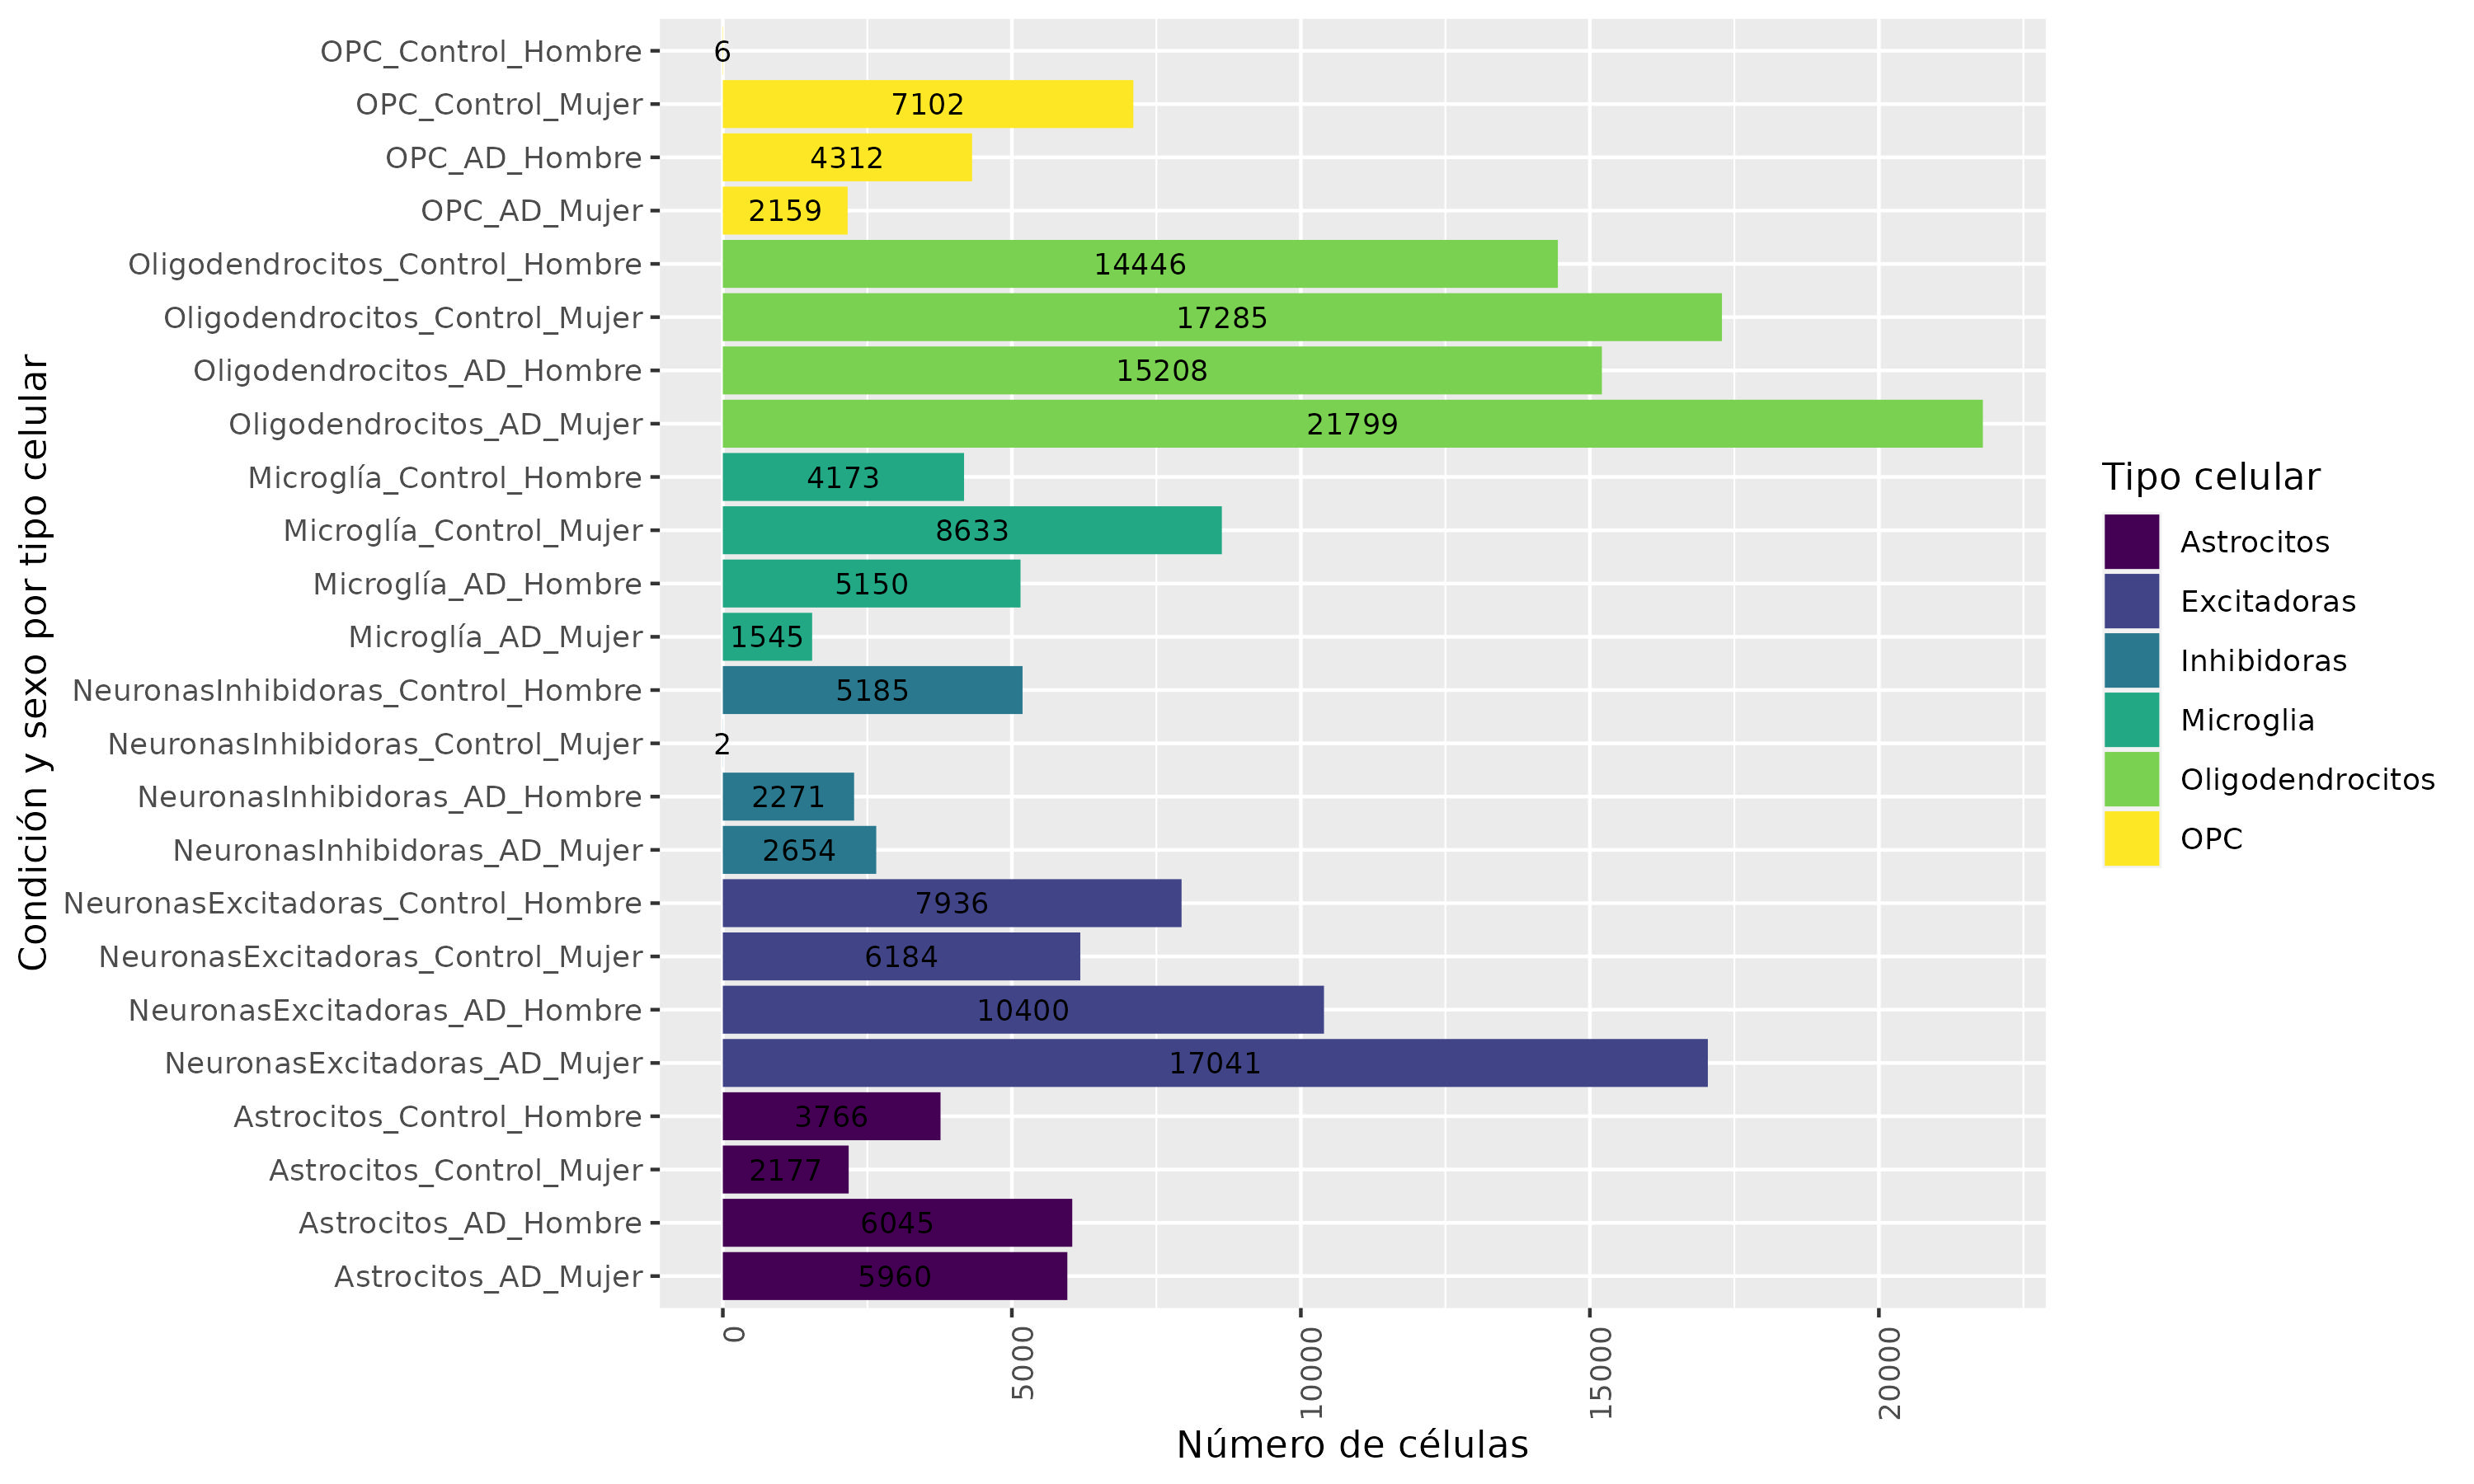 OPC_Control_Hombre 6
OPC_Control_Mujer 7102
OPC_AD_Hombre 4312
OPC_AD_Mujer 2159
Oligodendrocitos_Control_Hombre 14446
Oligodendrocitos_Control_Mujer 17285
Oligodendrocitos_AD_Hombre 15208
Oligodendrocitos_AD_Mujer 21799
Microglía_Control_Hombre 4173
Microglía_Control_Mujer 8633
Microglía_AD_Hombre 5150
Microglía_AD_Mujer 1545
NeuronasInhibidoras_Control_Hombre 5185
NeuronasInhibidoras_Control_Mujer 2
NeuronasInhibidoras_AD_Hombre 2271
NeuronasInhibidoras_AD_Mujer 2654
NeuronasExcitadoras_Control_Hombre 7936
NeuronasExcitadoras_Control_Mujer 6184
NeuronasExcitadoras_AD_Hombre 10400
NeuronasExcitadoras_AD_Mujer 17041
Astrocitos_Control_Hombre 3766
Astrocitos_Control_Mujer 2177
Astrocitos_AD_Hombre 6045
Astrocitos_AD_Mujer 5960
Condición y sexo por tipo celular
0 5000 10000 15000 20000
Número de células
Tipo celular
Astrocitos
Excitadoras
Inhibidoras
Microglia
Oligodendrocitos
OPC